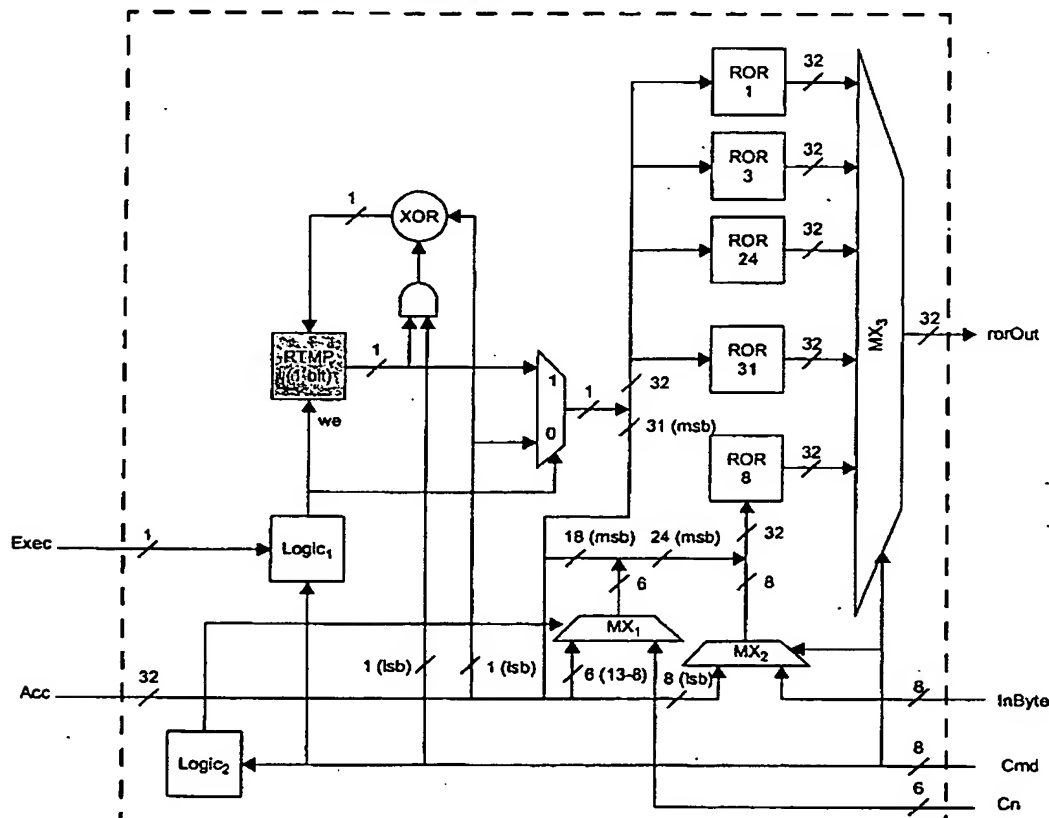 32
ROR
1
32
ROR
3
32
ROR
24
32
ROR
31
32
ROR
8
MX3
32
rorOut
1
XOR
RTMP
(1-bit)
1
we
1
0
1
32
31 (msb)
Exec
1
Logic1
18 (msb)
24 (msb)
32
6
8
MX1
MX2
1 (lsb)
1 (lsb)
6 (13-8)
8 (lsb)
Acc
32
8
InByte
Logic2
8
Cmd
6
Cn